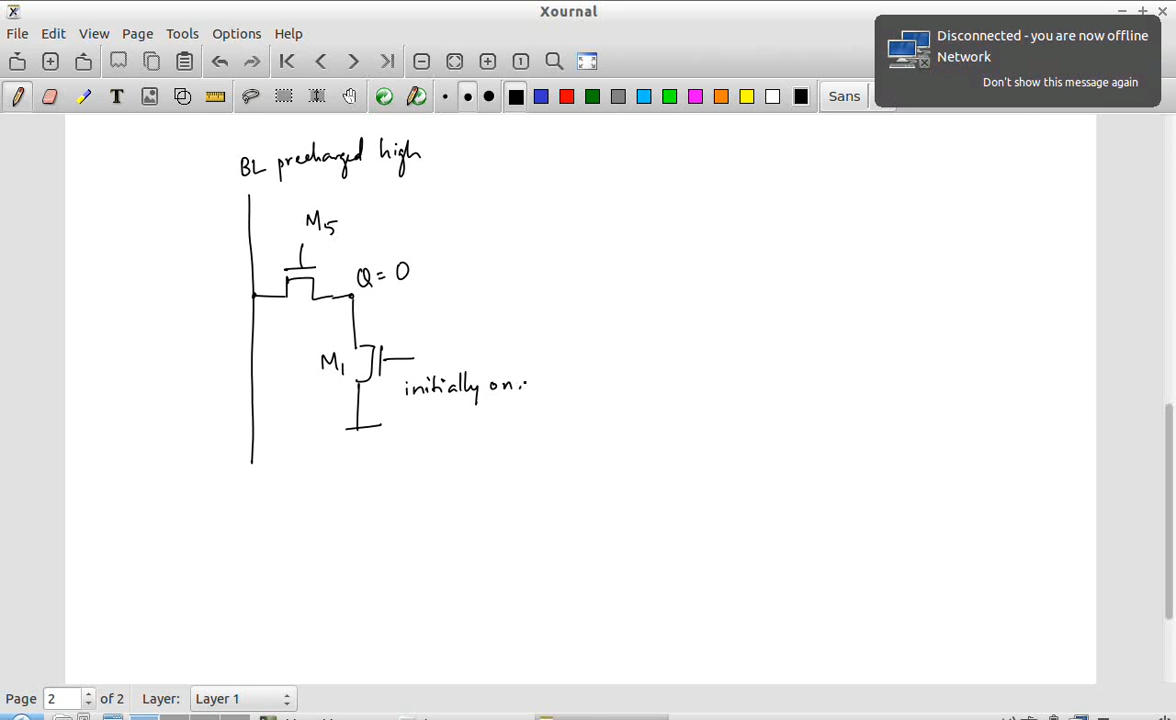 Xournal
File Edit View Page Tools Options Help
Disconnected - you are now offline
Network
Don't show this message again
Sans
BL precharged high
M5
Q = 0
M1
initially on.
Page 2 of 2 Layer: Layer 1